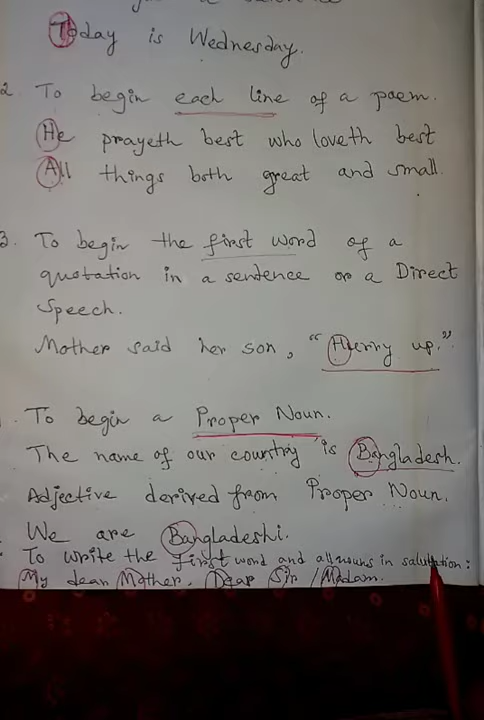 Today is Wednesday.
2. To begin each line of a poem.
He prayeth best who loveth best
All things both great and small.
3. To begin the first word of a
quotation in a sentence or a Direct
Speech.
Mother said her son, "Hurry up."
To begin a Proper Noun.
The name of our country is Bangladesh.
Adjective derived from Proper Noun.
We are Bangladeshi.
To write the first word and all nouns in salutation:
My dear Mother, Dear Sir / Madam.